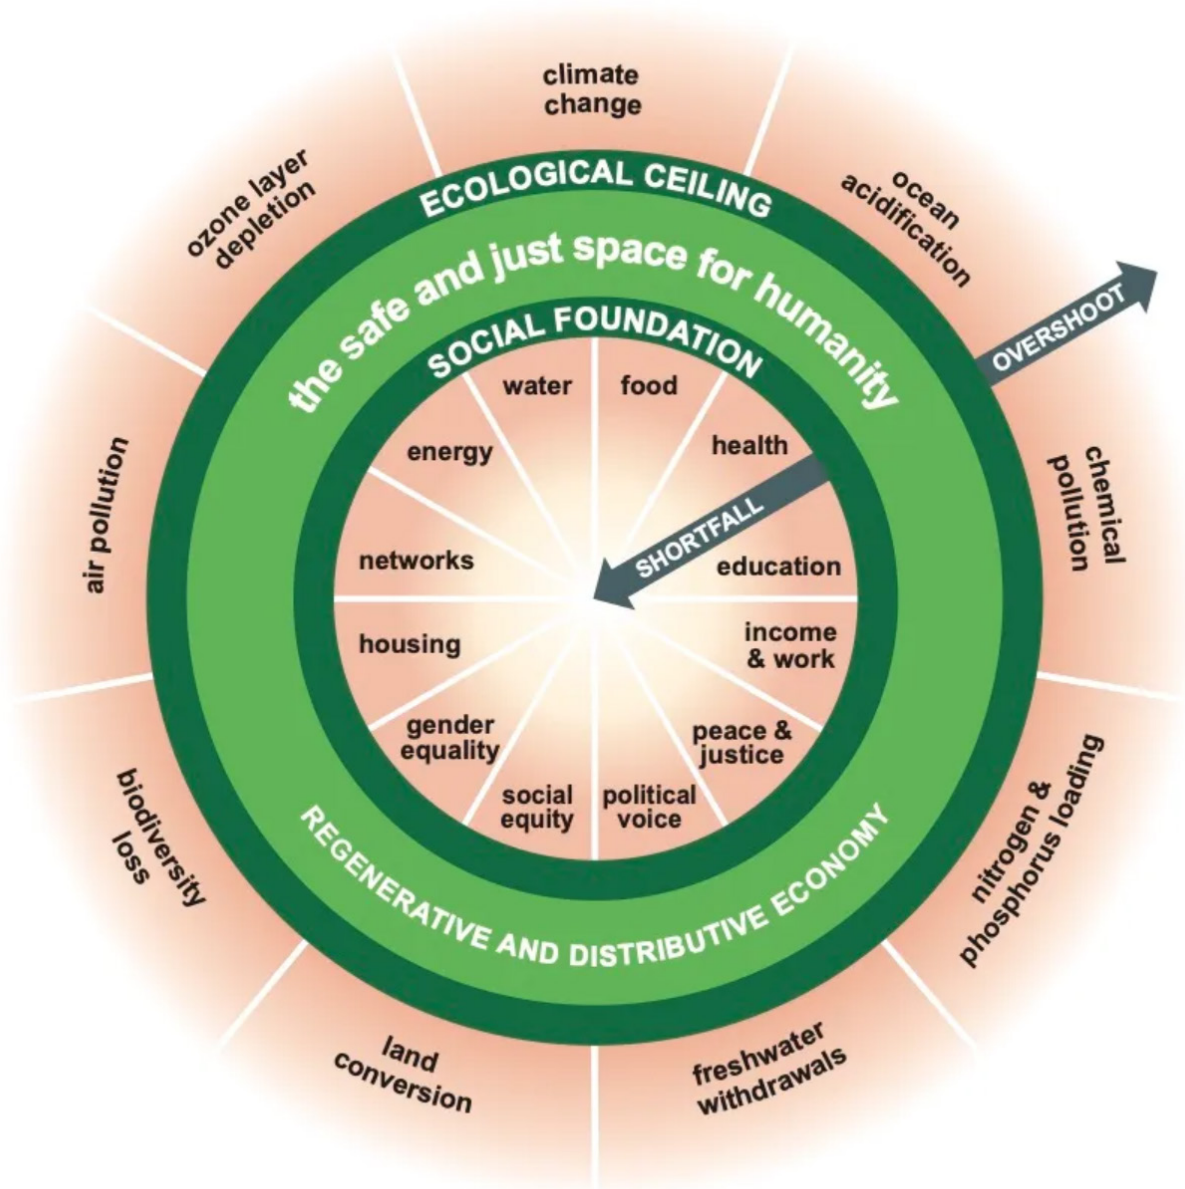 climate
change
ocean
acidification
OVERSHOOT
chemical
pollution
nitrogen &
phosphorus loading
freshwater
withdrawals
land
conversion
biodiversity
loss
air pollution
ozone layer
depletion
ECOLOGICAL CEILING
the safe and just space for humanity
SOCIAL FOUNDATION
water
food
health
SHORTFALL
education
income
& work
peace &
justice
political
voice
social
equity
gender
equality
housing
networks
energy
REGENERATIVE AND DISTRIBUTIVE ECONOMY